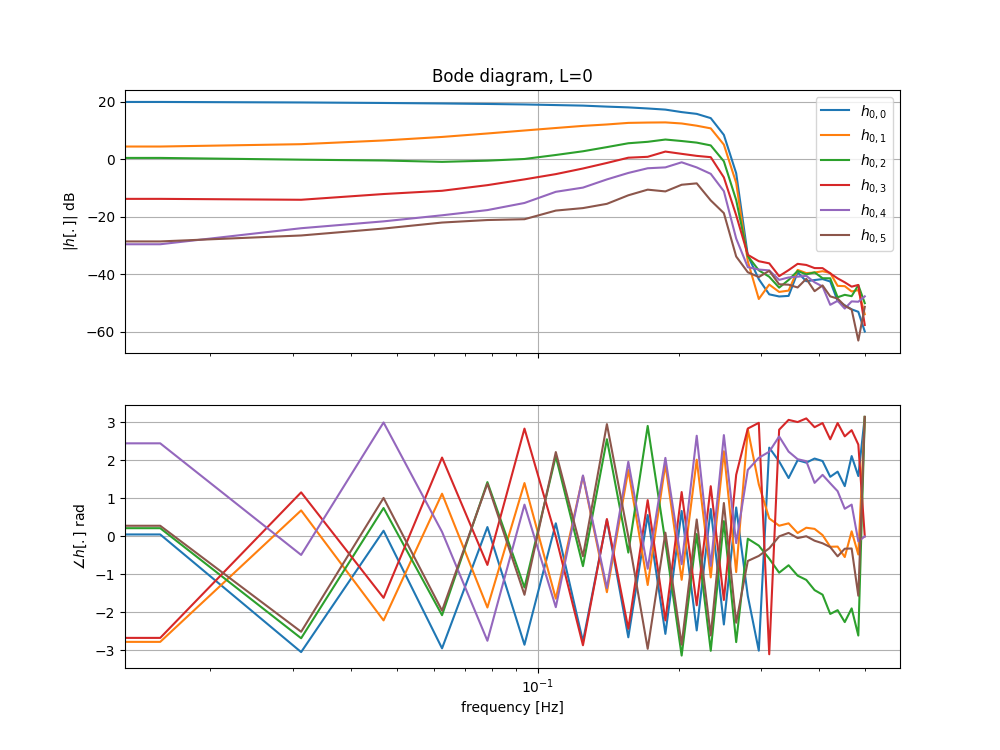 Bode diagram, L=0
|h[.]| dB
20
0
−20
−40
−60
h0,0
h0,1
h0,2
h0,3
h0,4
h0,5
∠h[.] rad
3
2
1
0
−1
−2
−3
10−1
frequency [Hz]